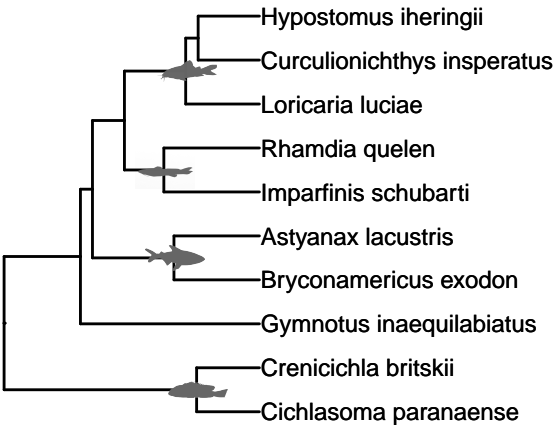 Hypostomus iheringii
Curculionichthys insperatus
Loricaria luciae
Rhamdia quelen
Imparfinis schubarti
Astyanax lacustris
Bryconamericus exodon
Gymnotus inaequilabiatus
Crenicichla britskii
Cichlasoma paranaense